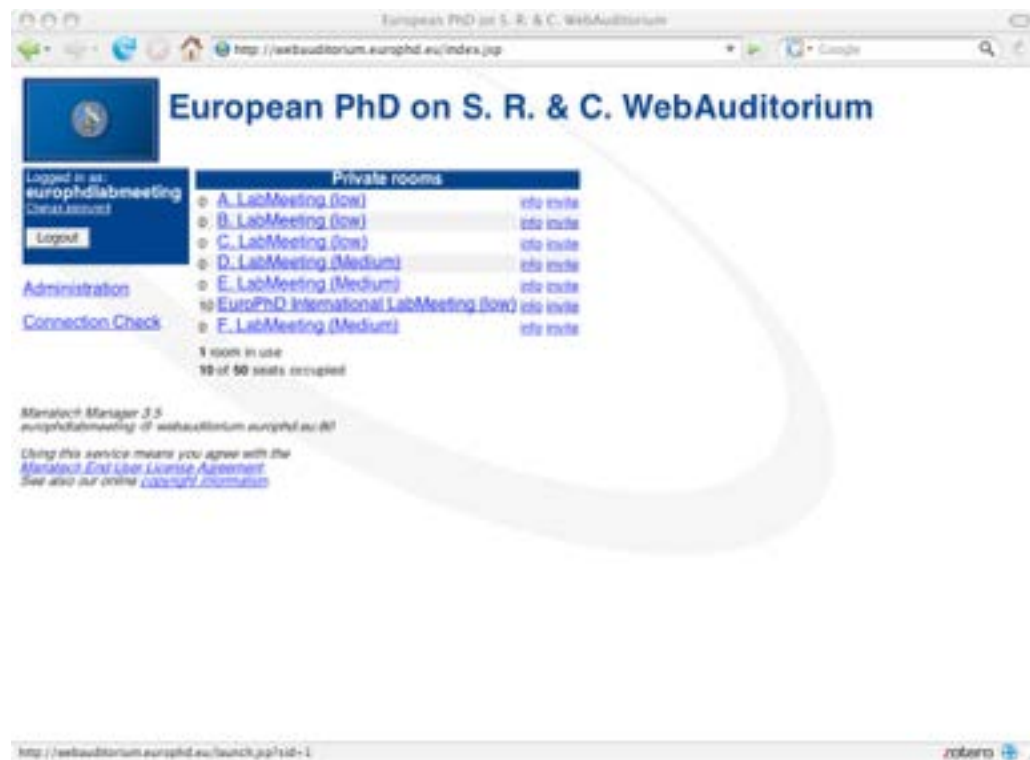 European PhD on S. R. & C. WebAuditorium
http://webauditorium.europhd.eu/index.jsp
Google
European PhD on S. R. & C. WebAuditorium
Logged in as:
europhdlabmeeting
Change password
Logout
Administration
Connection Check
Private rooms
0 A. LabMeeting (low) info invite
0 B. LabMeeting (low) info invite
0 C. LabMeeting (low) info invite
0 D. LabMeeting (Medium) info invite
0 E. LabMeeting (Medium) info invite
10 EuroPhD International LabMeeting (low) info invite
0 F. LabMeeting (Medium) info invite
1 room in use
10 of 50 seats occupied
Marratech Manager 3.5
europhdlabmeeting @ webauditorium.europhd.eu:80
Using this service means you agree with the
Marratech End User License Agreement
See also our online copyright information
http://webauditorium.europhd.eu/launch.jsp?sid=1
zotero